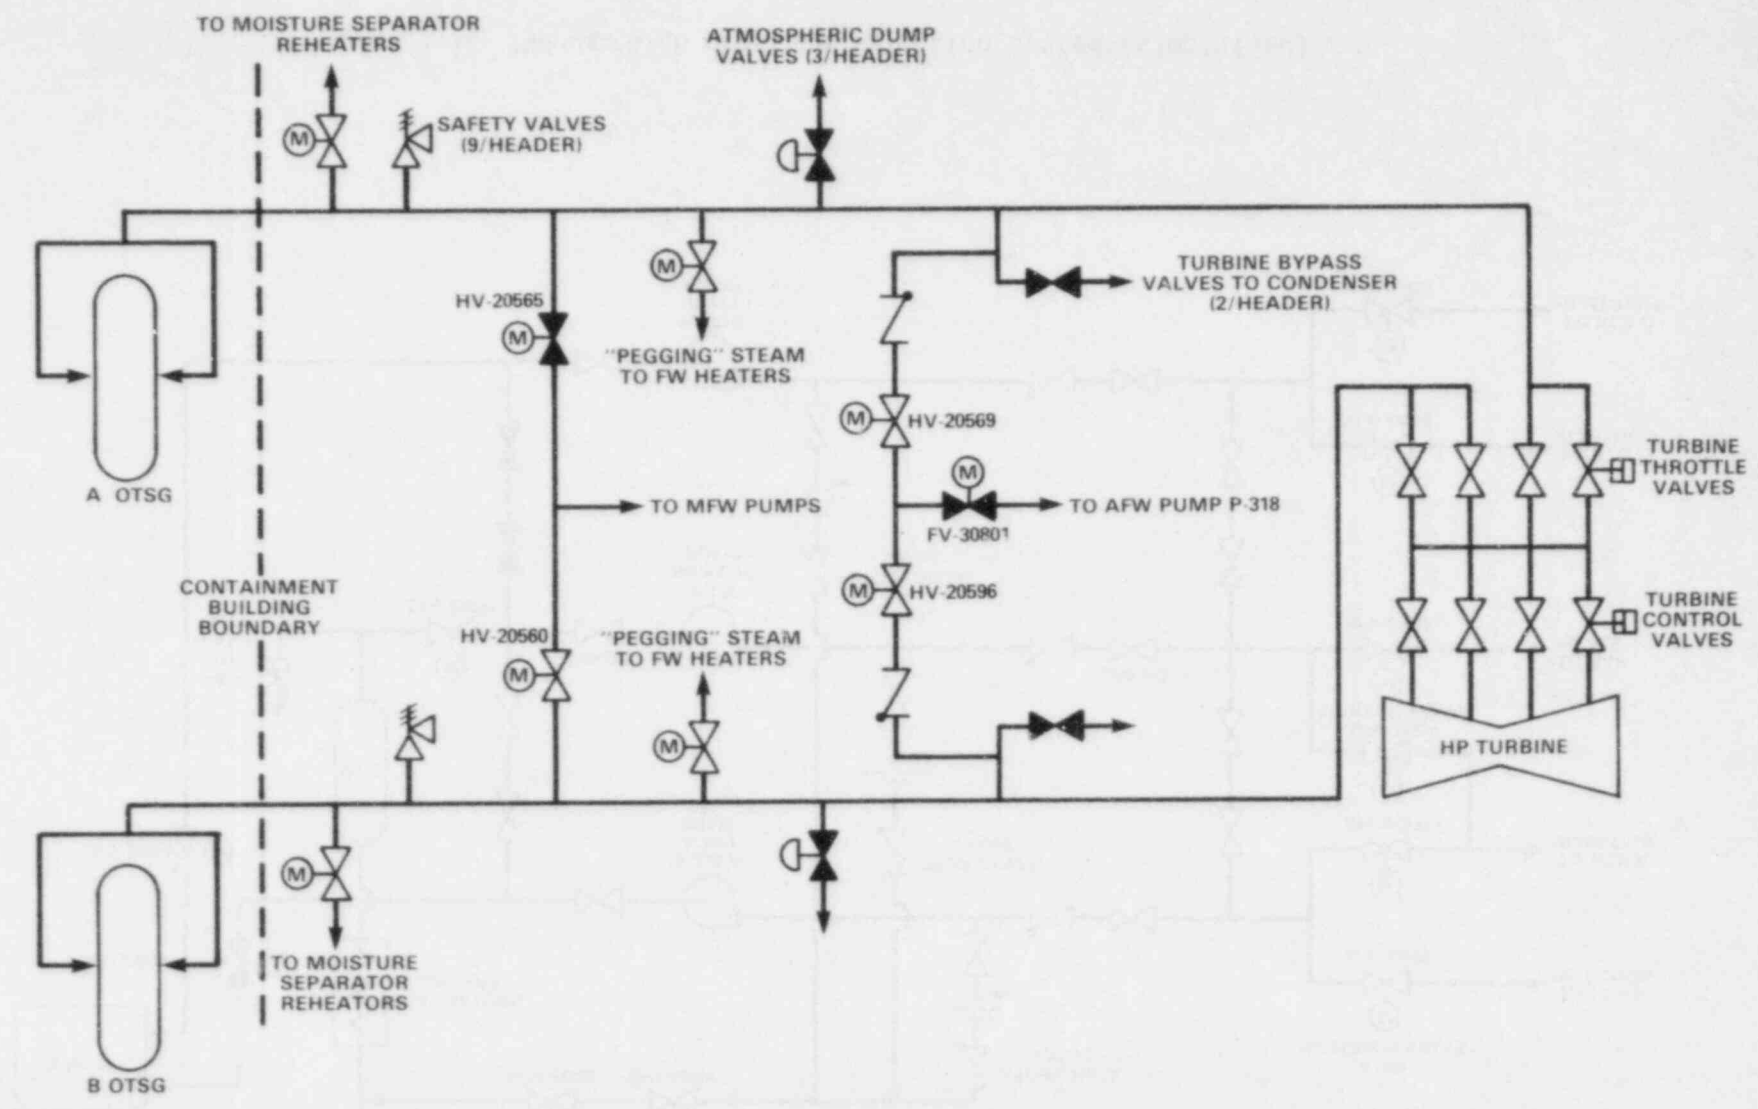 TO MOISTURE SEPARATOR
REHEATERS
ATMOSPHERIC DUMP
VALVES (3/HEADER)
M
SAFETY VALVES
(9/HEADER)
M
HV-20565
M
TURBINE BYPASS
VALVES TO CONDENSER
(2/HEADER)
"PEGGING" STEAM
TO FW HEATERS
M
HV-20569
A OTSG
TO MFW PUMPS
M
TO AFW PUMP P-318
FV-30801
TURBINE
THROTTLE
VALVES
CONTAINMENT
BUILDING
BOUNDARY
HV-20560
M
"PEGGING" STEAM
TO FW HEATERS
M
HV-20596
TURBINE
CONTROL
VALVES
M
HP TURBINE
M
TO MOISTURE
SEPARATOR
REHEATORS
B OTSG